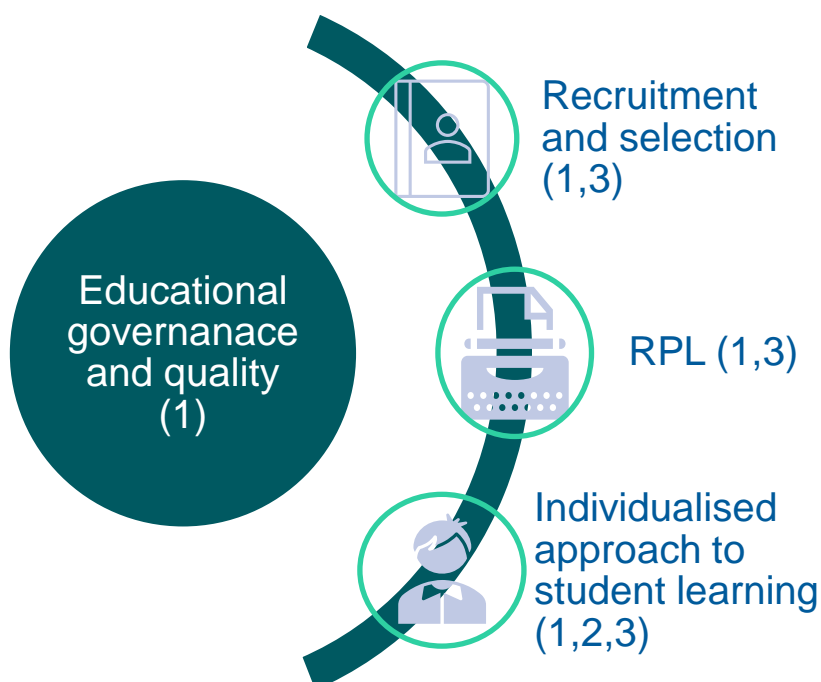 Educational
governanace
and quality
(1)
Recruitment
and selection
(1,3)
RPL (1,3)
Individualised
approach to
student learning
(1,2,3)